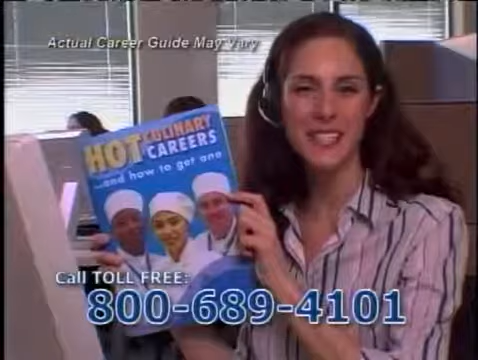 Actual Career Guide May Vary
HOT CULINARY
CAREERS
...and how to get one
Call TOLL FREE:
800-689-4101